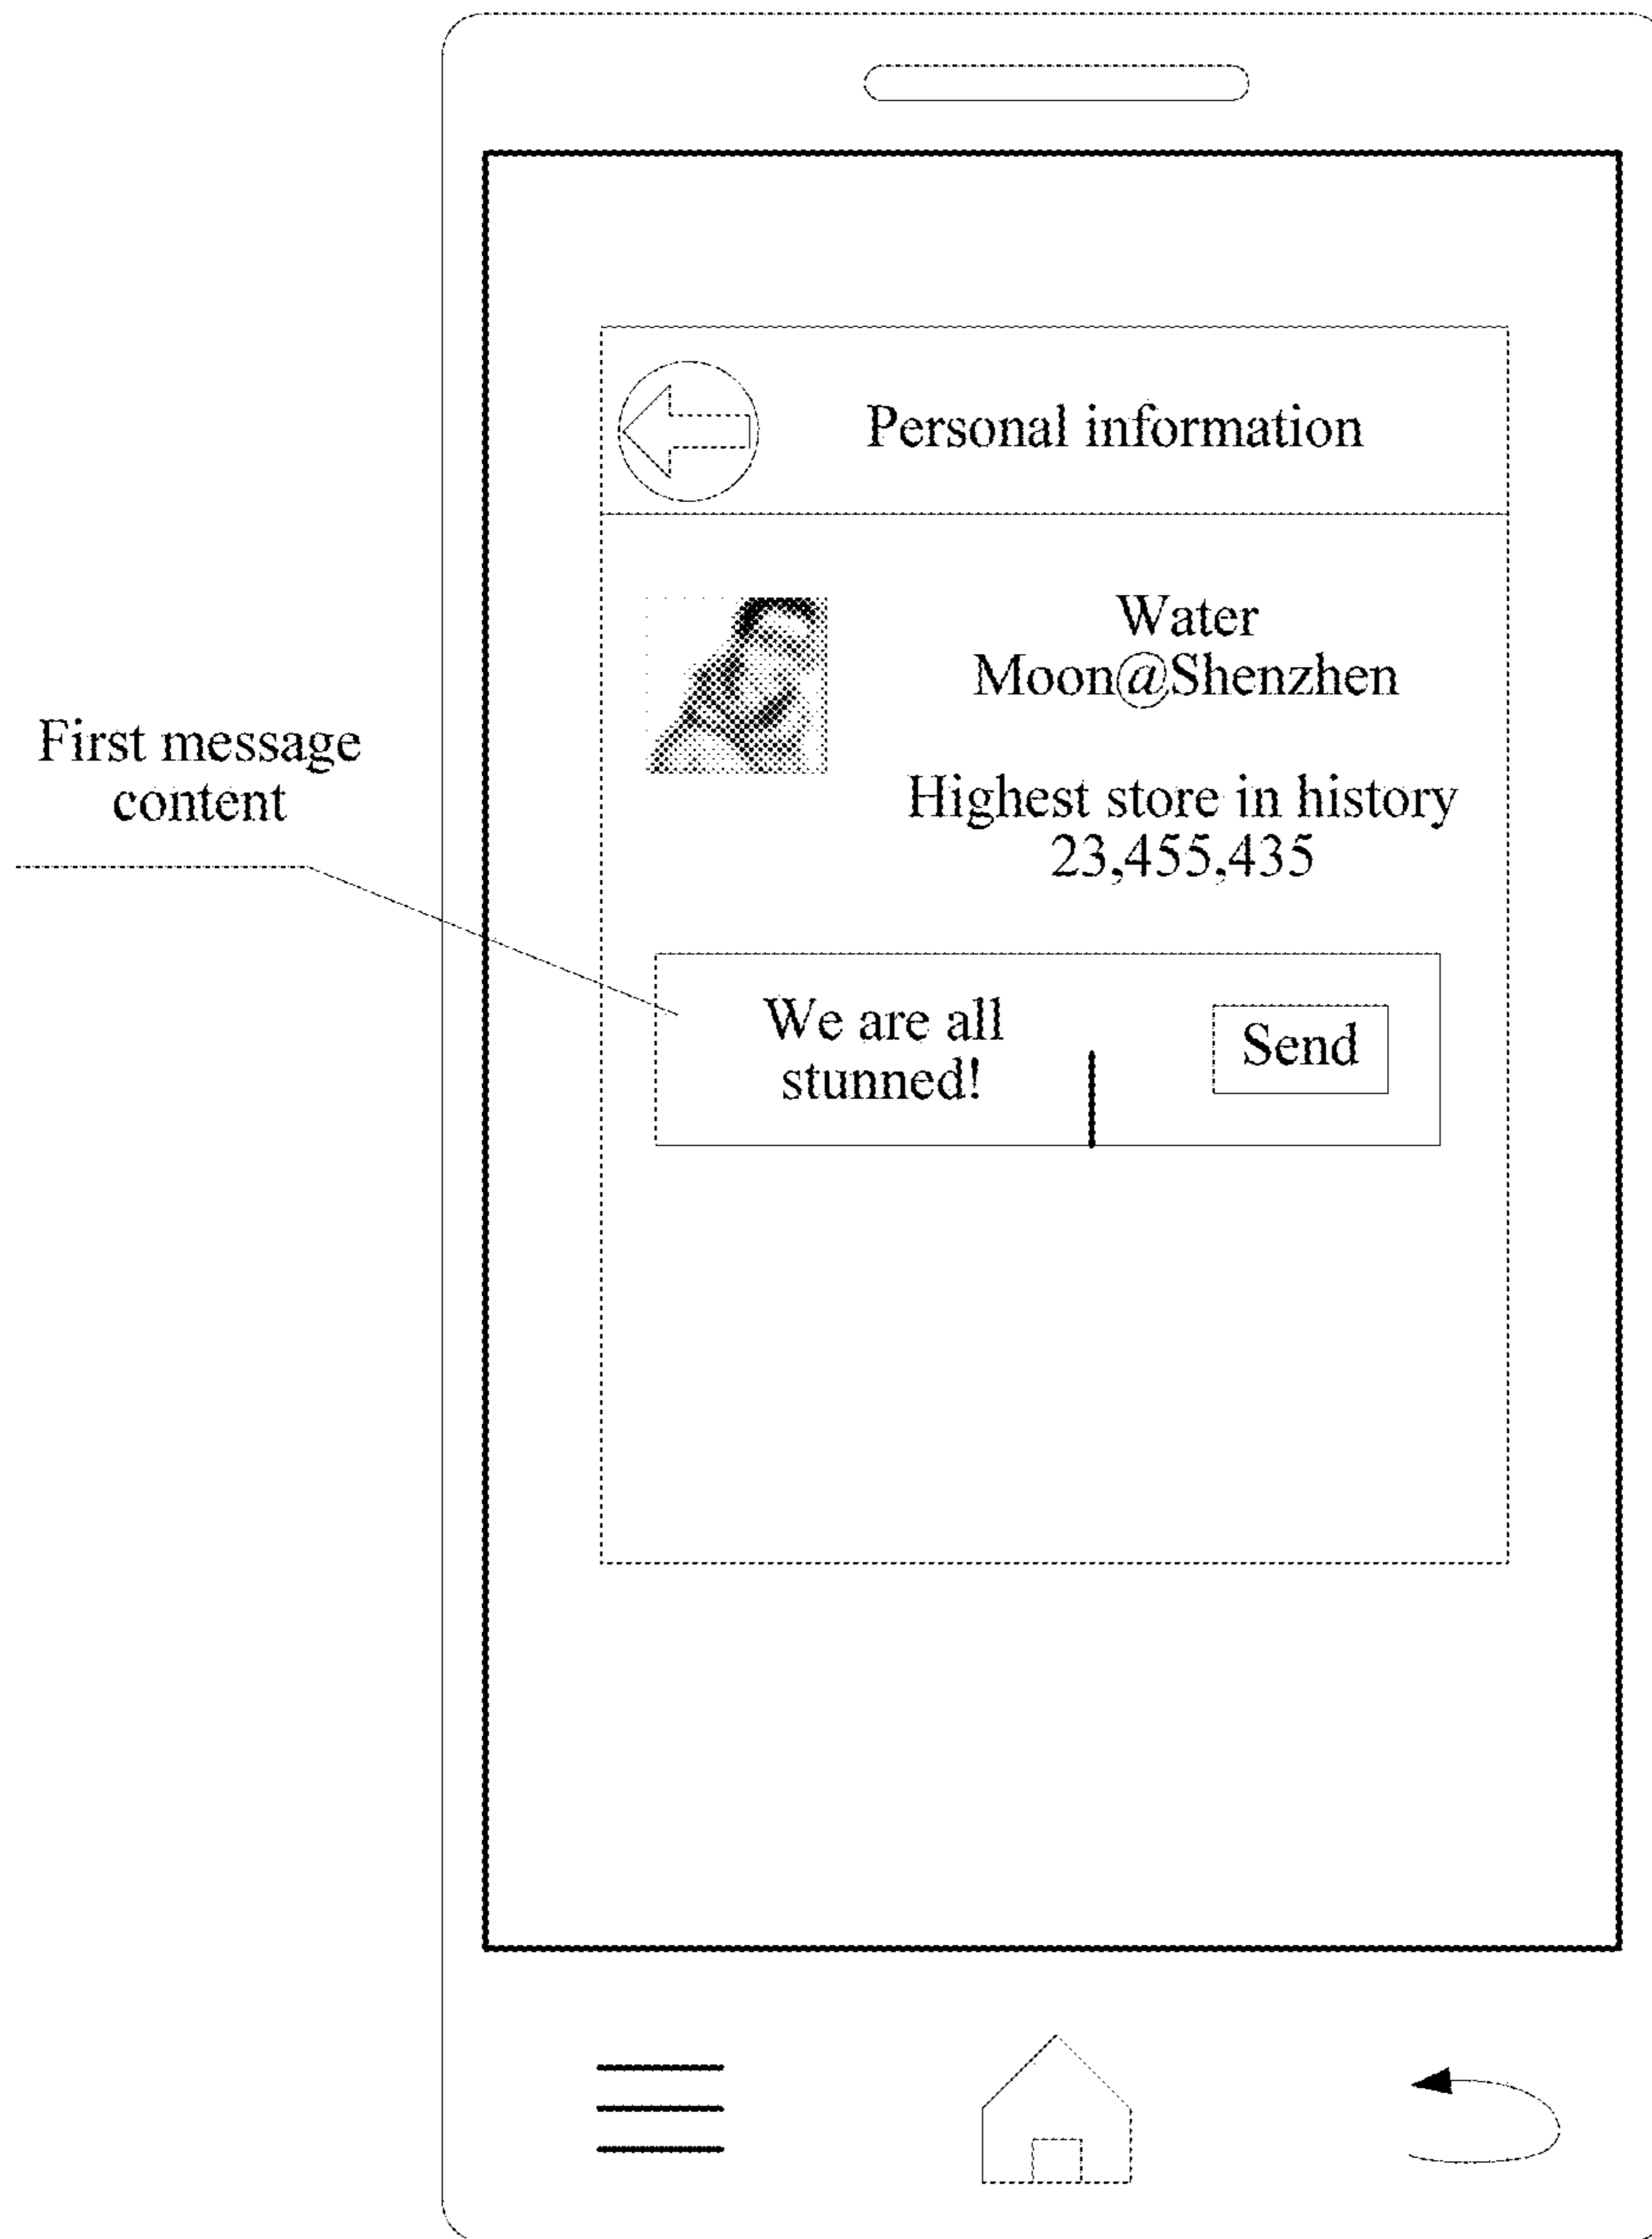 Personal information
Water
Moon@Shenzhen
First message
content
Highest store in history
23,455,435
We are all
stunned!
Send